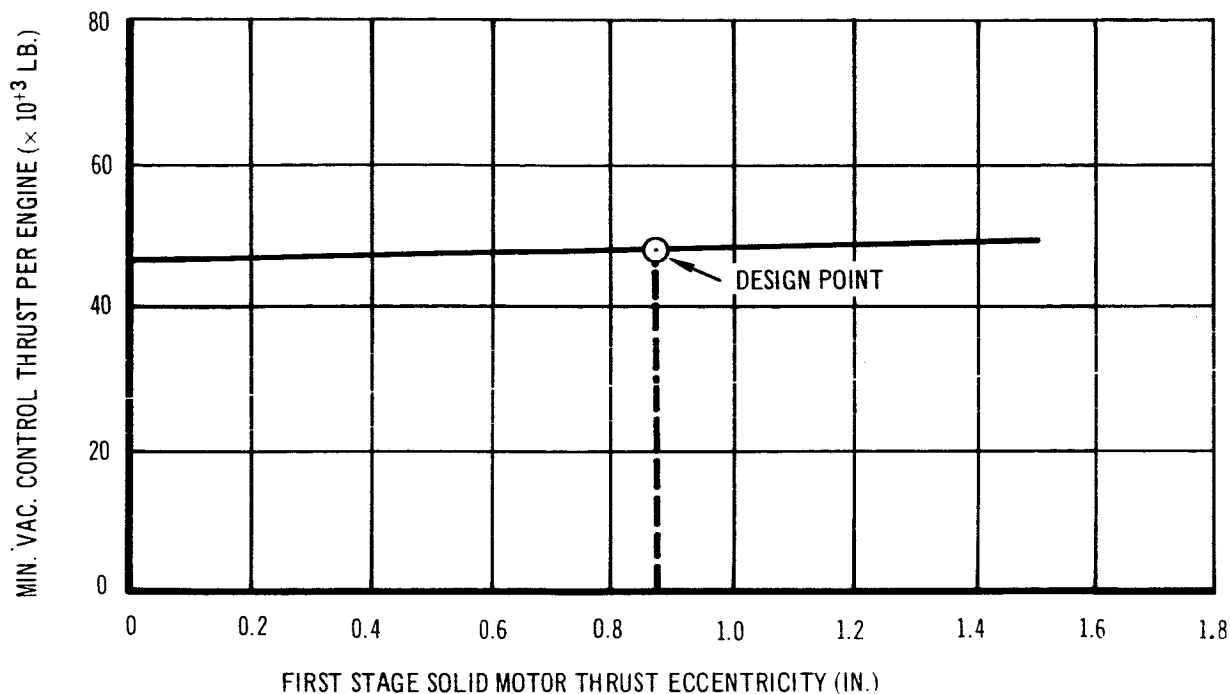 MIN. VAC. CONTROL THRUST PER ENGINE (× 10+3 LB.)
80
60
40
20
0
DESIGN POINT
0 0.2 0.4 0.6 0.8 1.0 1.2 1.4 1.6 1.8
FIRST STAGE SOLID MOTOR THRUST ECCENTRICITY (IN.)